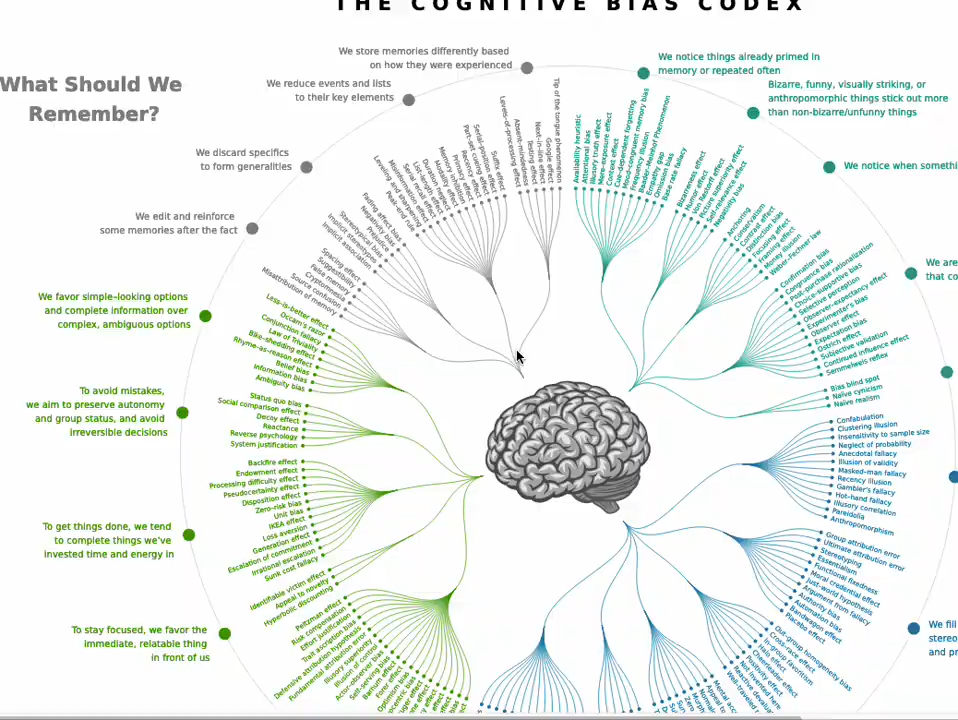 THE COGNITIVE BIAS CODEX
What Should We
Remember?
We store memories differently based
on how they were experienced
We reduce events and lists
to their key elements
We discard specifics
to form generalities
We edit and reinforce
some memories after the fact
We favor simple-looking options
and complete information over
complex, ambiguous options
To avoid mistakes,
we aim to preserve autonomy
and group status, and avoid
irreversible decisions
To get things done, we tend
to complete things we've
invested time and energy in
To stay focused, we favor the
immediate, relatable thing
in front of us
We notice things already primed in
memory or repeated often
Bizarre, funny, visually striking, or
anthropomorphic things stick out more
than non-bizarre/unfunny things
We notice when
We are
that
We fill
and
Tip of the tongue phenomenon
Google effect
Next-in-line effect
Testing effect
Absent-mindedness
Levels-of-processing effect
Suffix effect
Serial-position effect
Part-set cuing effect
Recency effect
Primacy effect
Memory inhibition
Modality effect
Duration neglect
List-length effect
Serial recall effect
Misinformation effect
Leveling and sharpening
Peak-end rule
Fading affect bias
Negativity bias
Prejudice
Stereotypical bias
Implicit stereotypes
Implicit association
Spacing effect
Suggestibility
False memory
Cryptomnesia
Source confusion
Misattribution of memory
Less-is-better effect
Occam's razor
Conjunction fallacy
Law of Triviality
Bike-shedding effect
Rhyme-as-reason effect
Belief bias
Information bias
Ambiguity bias
Status quo bias
Social comparison effect
Decoy effect
Reactance
Reverse psychology
System justification
Backfire effect
Endowment effect
Processing difficulty effect
Pseudocertainty effect
Disposition effect
Zero-risk bias
Unit bias
IKEA effect
Loss aversion
Generation effect
Escalation of commitment
Irrational escalation
Sunk cost fallacy
Identifiable victim effect
Appeal to novelty
Hyperbolic discounting
Peltzman effect
Risk compensation
Effort justification
Trait ascription bias
Defensive attribution hypothesis
Fundamental attribution error
Illusory superiority
Illusion of control
Actor-observer bias
Self-serving bias
Barnum effect
Forer effect
Optimism bias
Availability heuristic
Attentional bias
Illusory truth effect
Mere exposure effect
Context effect
Cue-dependent forgetting
Mood-congruent memory bias
Frequency illusion
Baader-Meinhof Phenomenon
Empathy gap
Omission bias
Base rate fallacy
Bizarreness effect
Humor effect
Von Restorff effect
Picture superiority effect
Self-relevance effect
Negativity bias
Anchoring
Conservatism
Contrast effect
Distinction bias
Focusing effect
Framing effect
Money illusion
Weber-Fechner law
Confirmation bias
Congruence bias
Post-purchase rationalization
Choice-supportive bias
Selective perception
Observer-expectancy effect
Experimenter's bias
Observer effect
Expectation bias
Ostrich effect
Subjective validation
Continued influence effect
Semmelweis reflex
Bias blind spot
Naïve cynicism
Naïve realism
Confabulation
Clustering illusion
Insensitivity to sample size
Neglect of probability
Anecdotal fallacy
Illusion of validity
Masked-man fallacy
Recency illusion
Gambler's fallacy
Hot-hand fallacy
Illusory correlation
Pareidolia
Anthropomorphism
Group attribution error
Ultimate attribution error
Stereotyping
Essentialism
Functional fixedness
Moral credential effect
Just-world hypothesis
Argument from fallacy
Authority bias
Automation bias
Bandwagon effect
Placebo effect
Out-group homogeneity bias
Cross-race effect
In-group favoritism
Halo effect
Cheerleader effect
Positivity effect
Not invented here